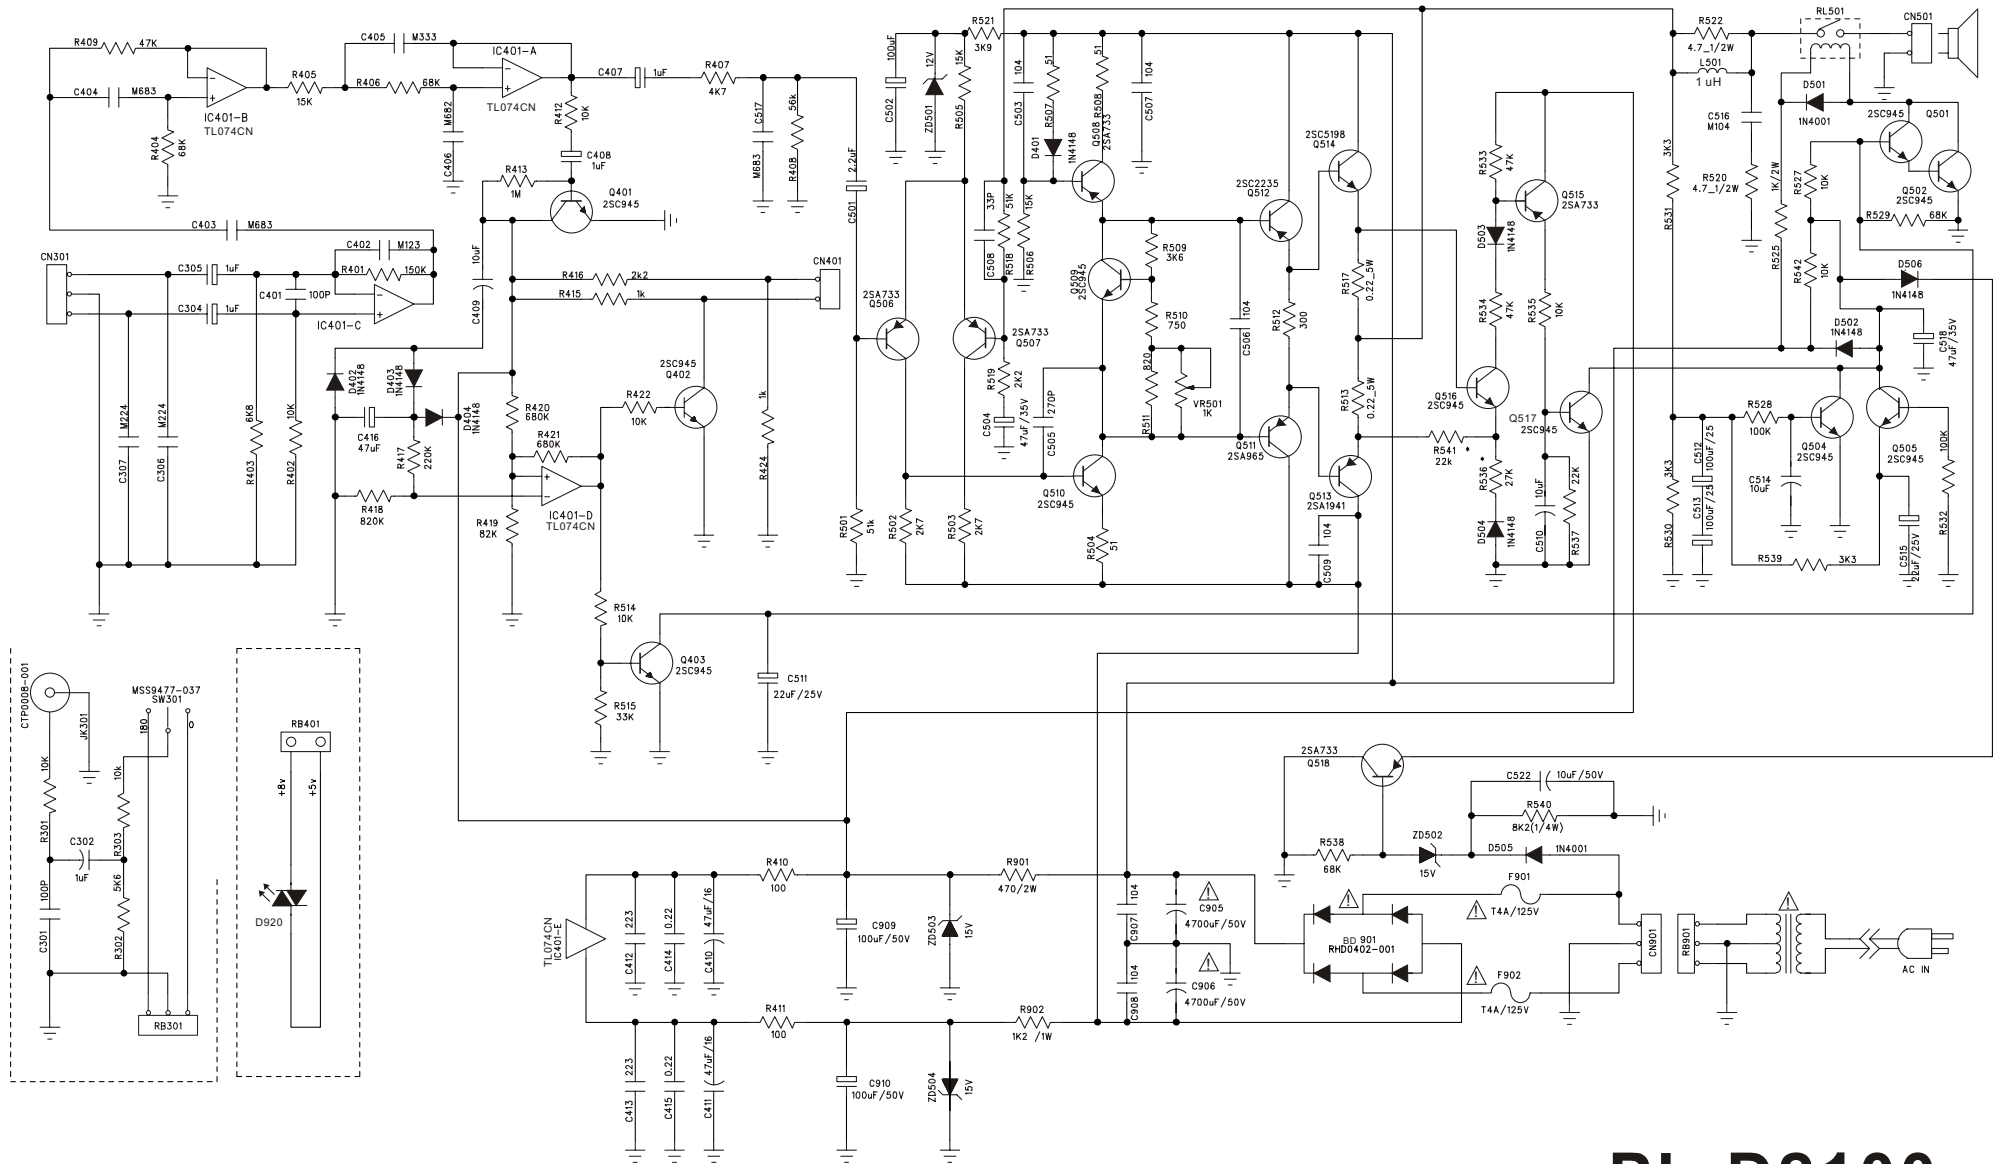 R409 47K
C404 M683
IC401-B
TL074CN
R404 68K
R405
15K
C405 M333
R406 68K
IC401-A
TL074CN
M682 C406
R412 10K
C408
1uF
C407 1uF
R407
4K7
C517 M683
56k R408
R413
1M
Q401
2SC945
C403 M683
C402 M123
R401 150K
IC401-C
CN301
C305 1uF
C401 100P
C304 1uF
10uF C409
R416 2k2
R415 1k
CN401
M224 C307
M224 C306
6K8 R403
10K R402
D402 1N4148
D403 1N4148
D404 1N4148
C416
47uF
R417 220K
R418
820K
R420
680K
R421
680K
R419
82K
IC401-D
TL074CN
R422
10K
2SC945
Q402
1k R424
R514
10K
R515
33K
Q403
2SC945
C511
22uF/25V
2.2uF C501
R501 51k
100uF C502
12V ZD501
R521
3K9
15K R505
104 C503
51 R507
D401 1N4148
51 R508
Q508 2SA733
104 C507
33P C508
51K R518
15K R506
2SA733
Q506
2SA733
Q507
R519 2K2
C504 47uF/35V
270P C505
R502 2K7
R503 2K7
Q509 2SC945
R509
3K6
R510
750
820 R511
VR501
1K
104 C506
Q510
2SC945
R504 51
2SC2235
Q512
2SC5198
Q514
R512 300
R517 0.22_5W
R513 0.22_5W
Q511
2SA965
Q513
2SA1941
104 C509
R533 47K
Q515
2SA733
D503 1N4148
R534 47K
R535 10K
Q516
2SC945
R541
22k
R536 27K
D504 1N4148
Q517
2SC945
10uF C510
22K R537
R522
4.7_1/2W
L501
1uH
RL501
CN501
C516
M104
R520
4.7_1/2W
3K3 R531
D501
1N4001
2SC945 Q501
Q502
2SC945
R527 10K
1K/2W R525
R529 68K
R542 10K
D506
1N4148
D502
1N4148
C518 47uF/35V
R528
100K
Q504
2SC945
Q505
2SC945
C514
10uF
C512 100uF/25
C513 100uF/25
3K3 R530
R539 3K3
C515 22uF/25V
100K R532
CTP0008-001
JK301
MSS9477-037
SW301
180
0
10K R301
10k R303
C302
1uF
100P C301
5K6 R302
RB301
RB401
+8v
+5v
D920
TL074CN
IC401-E
223 C412
0.22 C414
47uF/16 C410
R410
100
C909
100uF/50V
ZD503 15V
R901
470/2W
104 C907
C905
4700uF/50V
104 C908
C906
4700uF/50V
223 C413
0.22 C415
47uF/16 C411
R411
100
C910
100uF/50V
ZD504 15V
R902
1K2 /1W
2SA733
Q518
R538
68K
ZD502
15V
C522 10uF/50V
R540
8K2(1/4W)
D505 1N4001
BD 901
RHD0402-001
F901
T4A/125V
F902
T4A/125V
CN901
RB901
AC IN